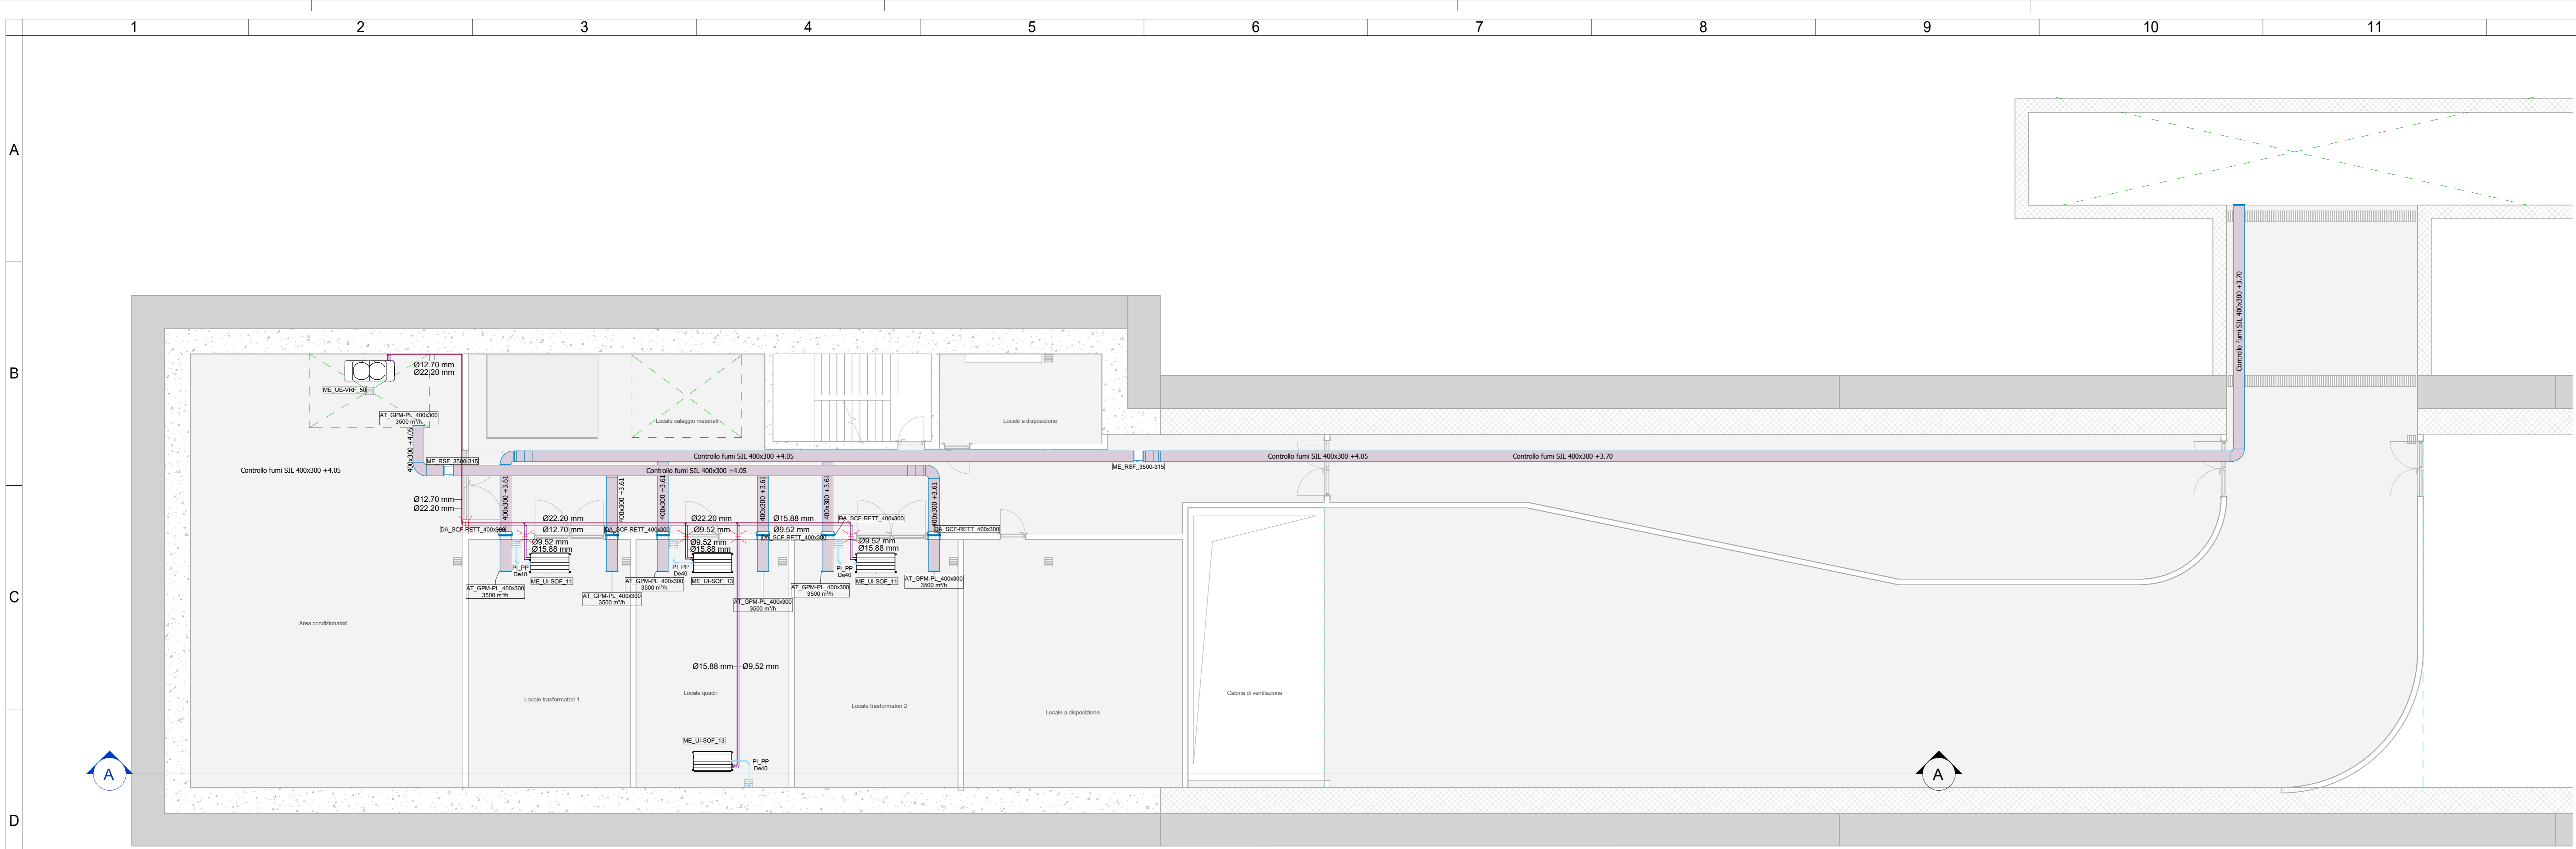 1 2 3 4 5 6 7 8 9 10 11
A
B
C
D
Controllo fumi SIL 400x300 +3.70
Ø12.70 mm
Ø22.20 mm
ME_UE-VRF_50
AT_GPM-PL_400x300
3500 m³/h
400x300 +4.05
Locale calaggio materiali
Locale a disposizione
ME_RSF_3500-315
Controllo fumi SIL 400x300 +4.05
Controllo fumi SIL 400x300 +4.05
Controllo fumi SIL 400x300 +4.05
ME_RSF_3500-315
Controllo fumi SIL 400x300 +4.05
Controllo fumi SIL 400x300 +3.70
400x300 +3.61
400x300 +3.61
400x300 +3.61
400x300 +3.61
400x300 +3.61
400x300 +3.61
Ø12.70 mm
Ø22.20 mm
Ø22.20 mm
Ø12.70 mm
Ø22.20 mm
Ø9.52 mm
Ø15.88 mm
Ø9.52 mm
DA_SCF-RETT_400x300
DA_SCF-RETT_400x300
DA_SCF-RETT_400x300
DA_SCF-RETT_400x300
DA_SCF-RETT_400x300
Ø9.52 mm
Ø15.88 mm
Ø9.52 mm
Ø15.88 mm
Ø9.52 mm
Ø15.88 mm
PI_PP
De40
ME_UI-SOF_11
PI_PP
De40
ME_UI-SOF_13
PI_PP
De40
ME_UI-SOF_11
AT_GPM-PL_400x300
3500 m³/h
AT_GPM-PL_400x300
3500 m³/h
AT_GPM-PL_400x300
3500 m³/h
AT_GPM-PL_400x300
3500 m³/h
AT_GPM-PL_400x300
3500 m³/h
AT_GPM-PL_400x300
3500 m³/h
Area condizionatori
Ø15.88 mm
Ø9.52 mm
Locale trasformatori 1
Locale quadri
Locale trasformatori 2
Locale a disposizione
Cabina di ventilazione
ME_UI-SOF_13
PI_PP
De40
A
A